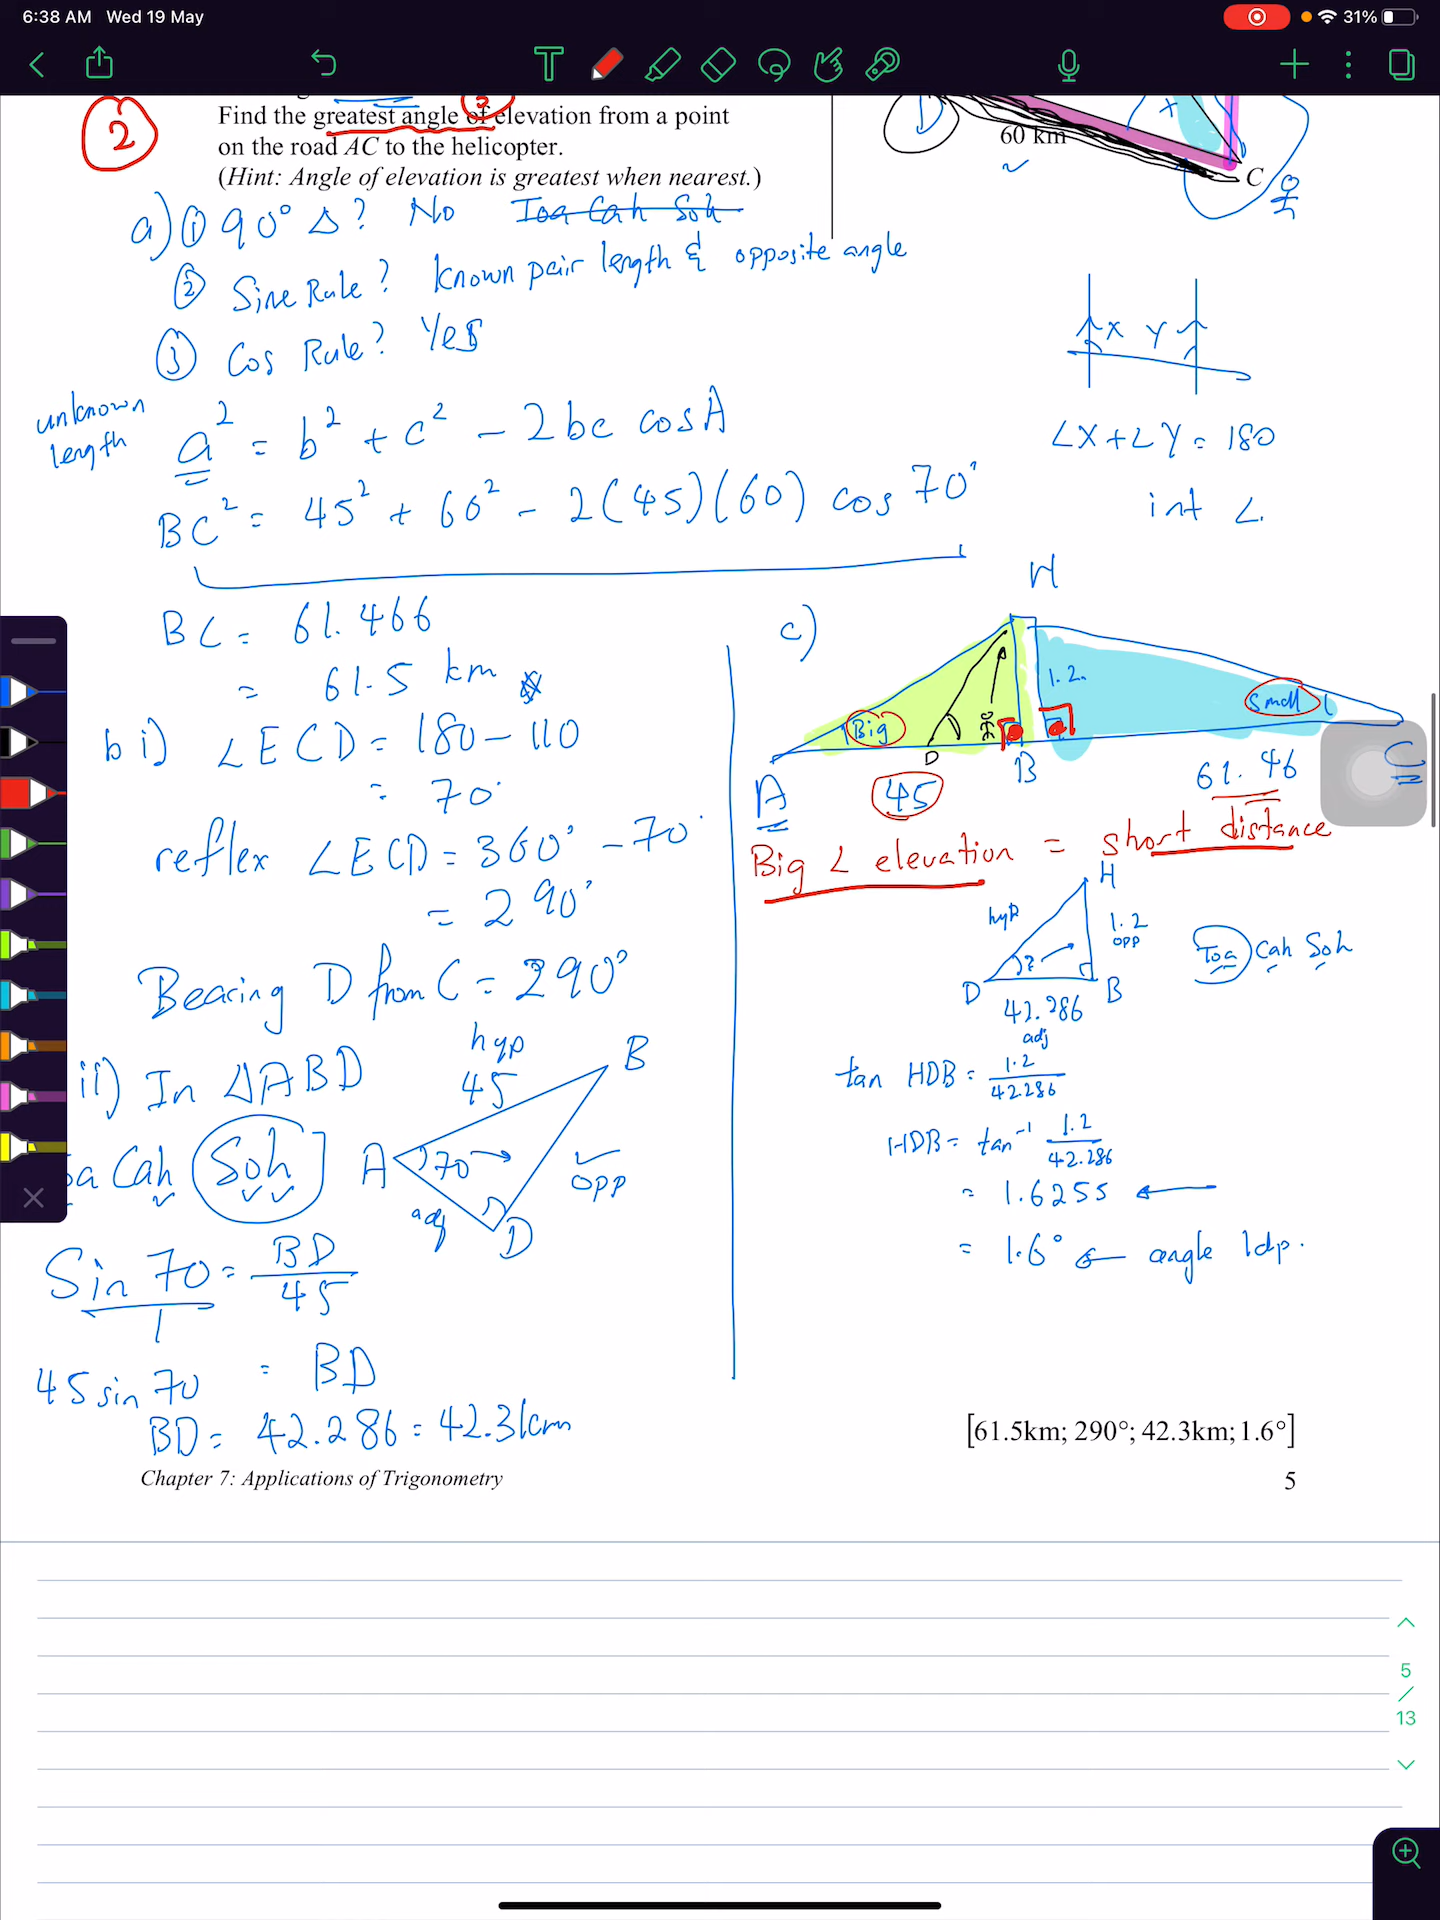 6:38 AM Wed 19 May
31%
2
Find the greatest angle of elevation from a point
on the road AC to the helicopter.
(Hint: Angle of elevation is greatest when nearest.)
D
60 km
x
C
a) ① 90° Δ? No Toa Cah Soh
② Sine Rule? Known pair length & opposite angle
③ Cos Rule? Yes
unknown
length
a² = b² + c² - 2bc cos A
BC² = 45² + 60² - 2(45)(60) cos 70°
BC = 61.466
= 61.5 km
b i) ∠ECD = 180 - 110
= 70°
reflex ∠ECD = 360° - 70°
= 290°
Bearing D from C = 290°
ii) In ΔABD
hyp
45
B
oa Cah Soh
A
70
opp
adj
D
Sin 70 = BD/45
1
45 sin 70 = BD
BD = 42.286 = 42.3km
X Y
∠X + ∠Y = 180
int ∠
c)
H
1.2
Big
Small
D
B
A
45
61.46
C
Big ∠ elevation = short distance
H
hyp
1.2
opp
Toa Cah Soh
?
D
B
42.286
adj
tan HDB = 1.2/42.286
HDB = tan⁻¹ 1.2/42.286
= 1.6255 ←
= 1.6° ← angle 1dp.
[61.5km; 290°; 42.3km; 1.6°]
Chapter 7: Applications of Trigonometry
5
5
/
13